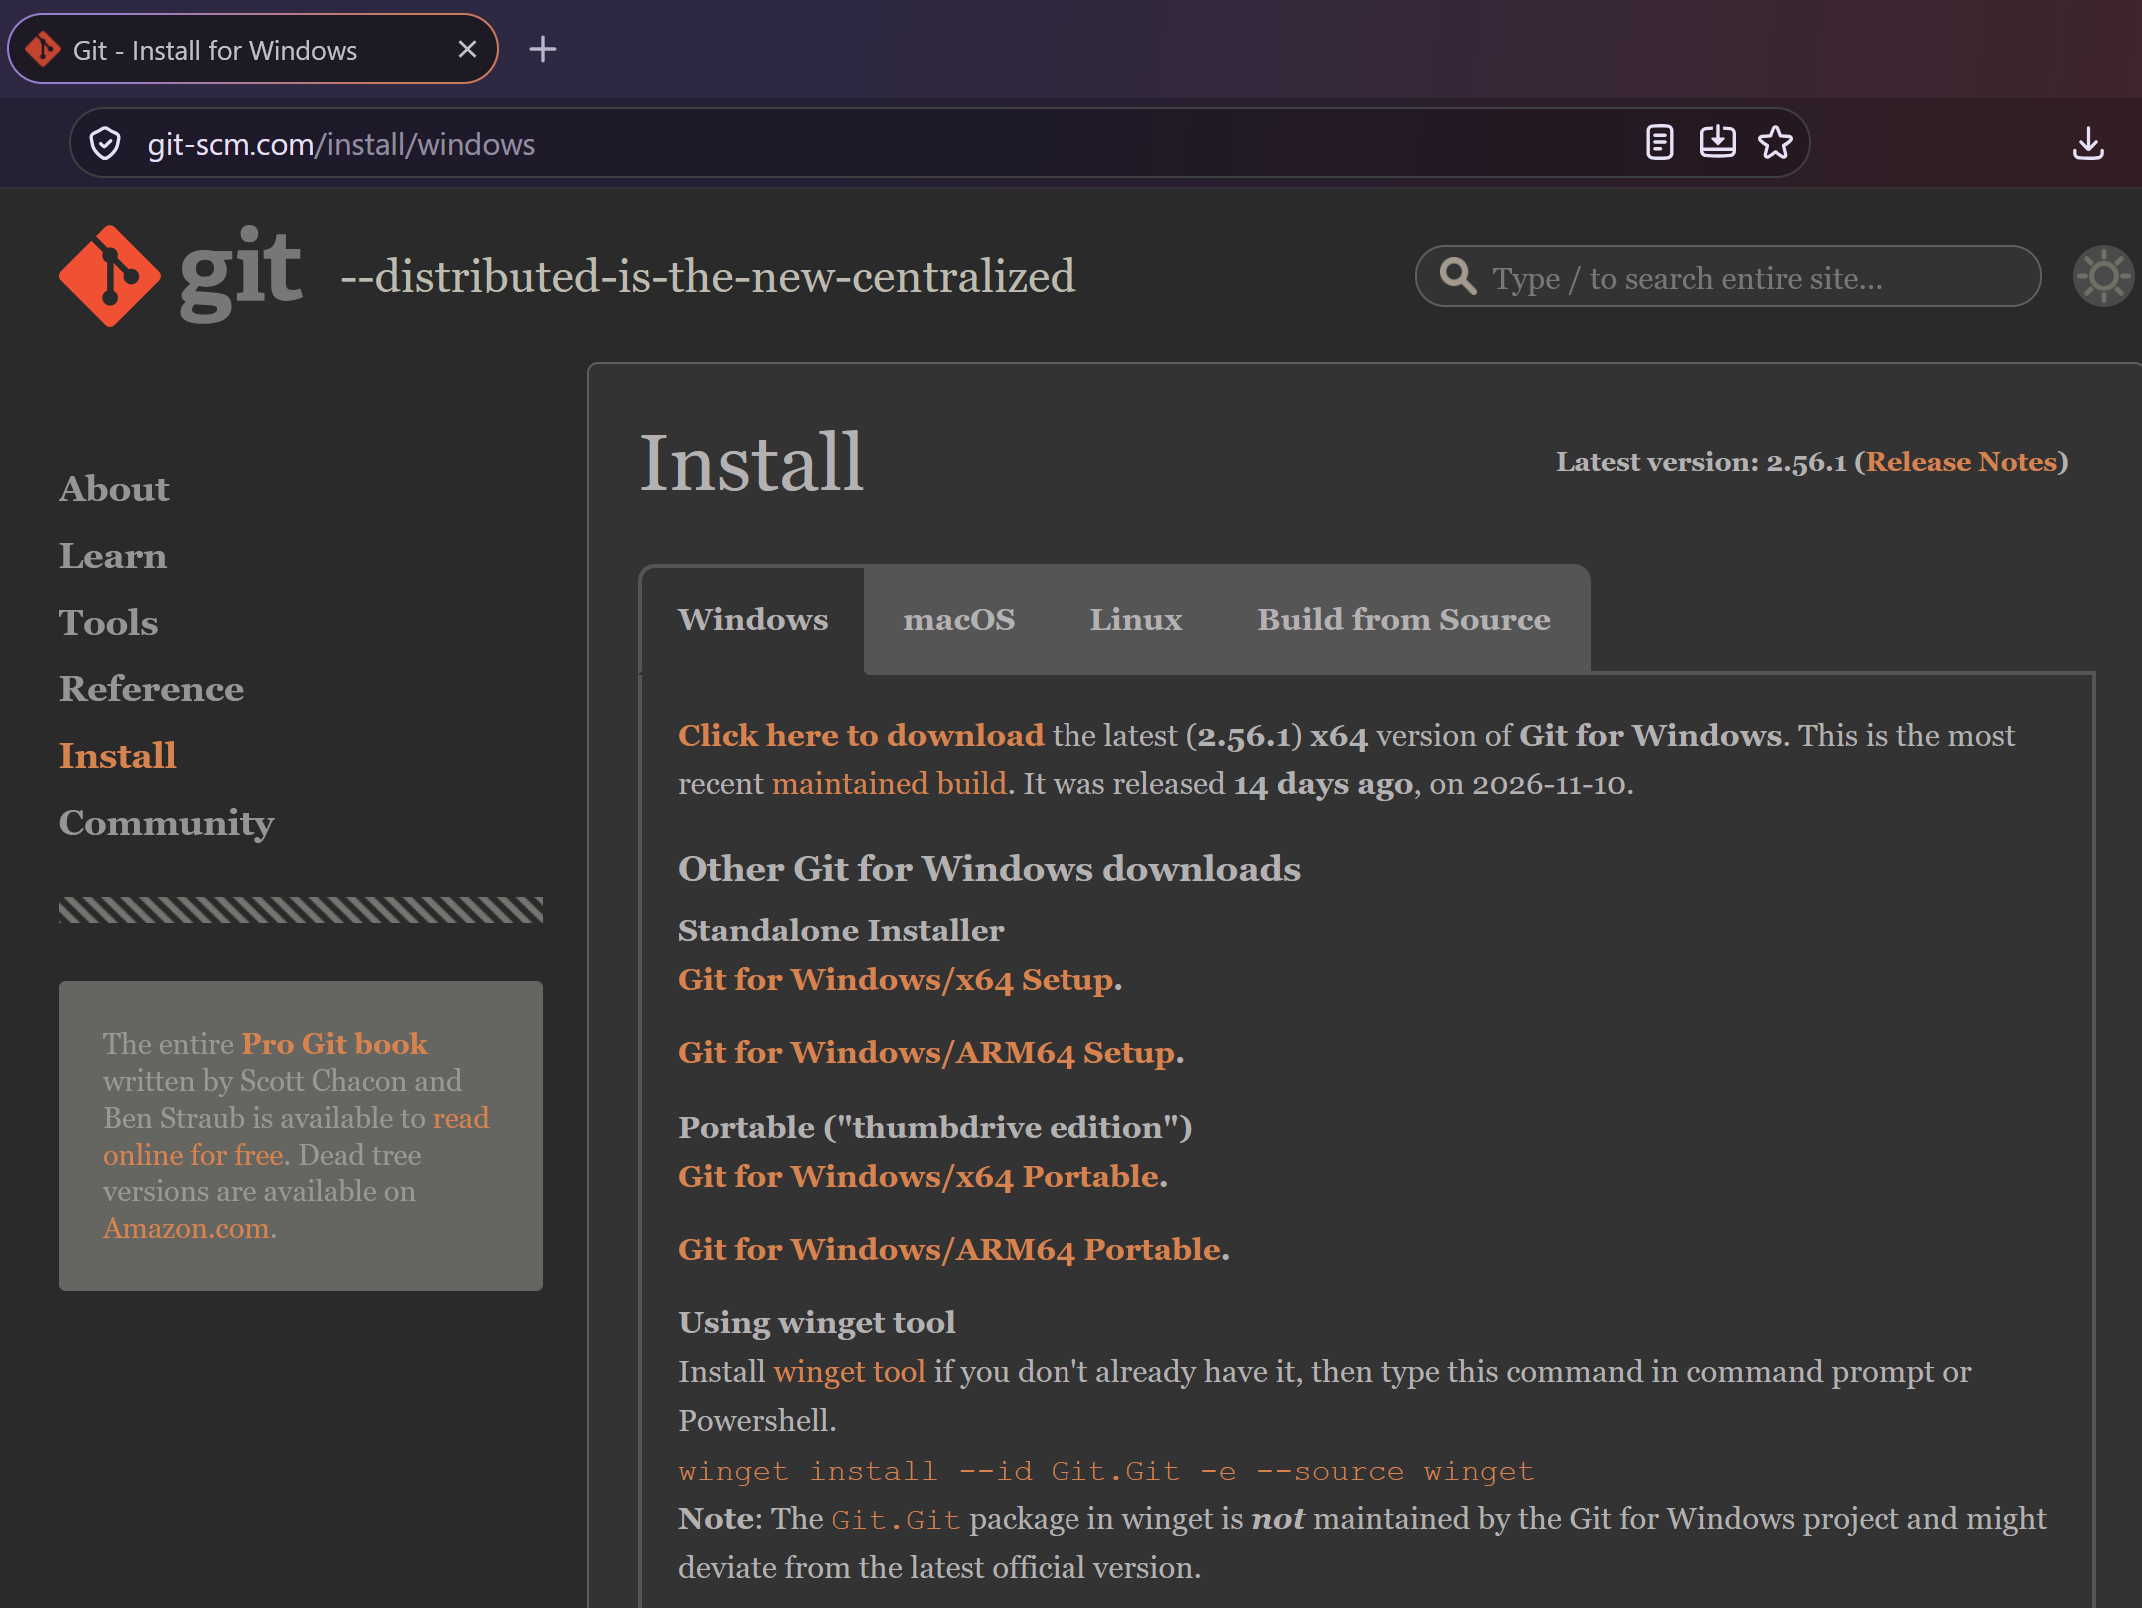 Git - Install for Windows
git-scm.com/install/windows
git
--distributed-is-the-new-centralized
Type / to search entire site...
About
Learn
Tools
Reference
Install
Community
The entire Pro Git book
written by Scott Chacon and
Ben Straub is available to read
online for free. Dead tree
versions are available on
Amazon.com.
Install
Latest version: 2.56.1 (Release Notes)
Windows
macOS
Linux
Build from Source
Click here to download the latest (2.56.1) x64 version of Git for Windows. This is the most
recent maintained build. It was released 14 days ago, on 2026-11-10.
Other Git for Windows downloads
Standalone Installer
Git for Windows/x64 Setup.
Git for Windows/ARM64 Setup.
Portable ("thumbdrive edition")
Git for Windows/x64 Portable.
Git for Windows/ARM64 Portable.
Using winget tool
Install winget tool if you don't already have it, then type this command in command prompt or
Powershell.
winget install --id Git.Git -e --source winget
Note: The Git.Git package in winget is not maintained by the Git for Windows project and might
deviate from the latest official version.